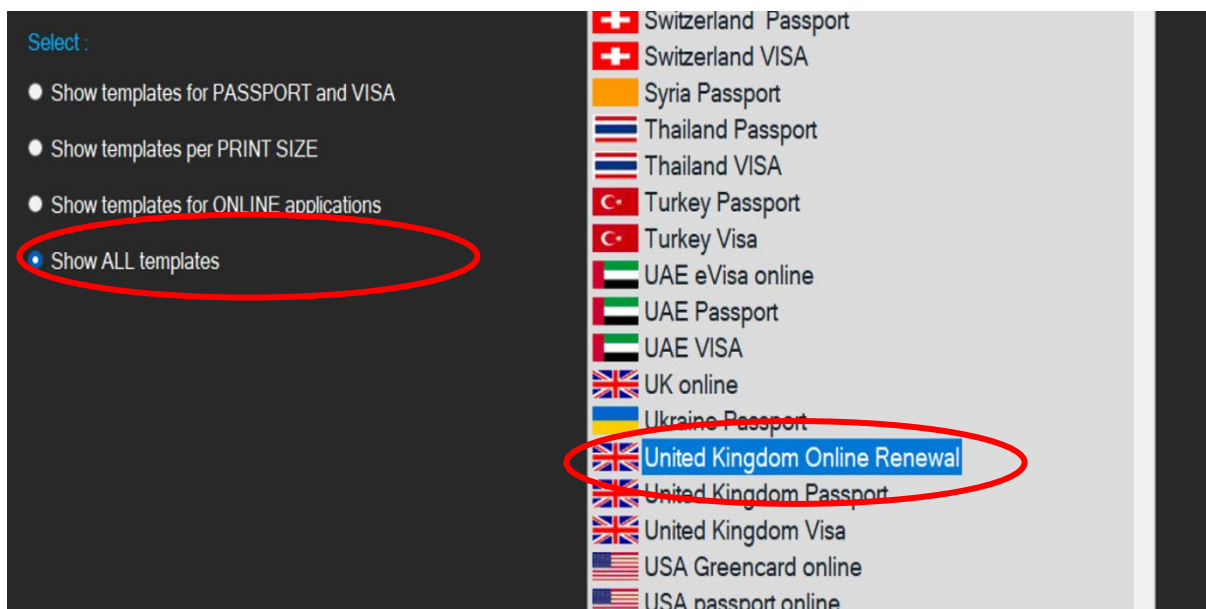 Select :
Show templates for PASSPORT and VISA
Show templates per PRINT SIZE
Show templates for ONLINE applications
Show ALL templates
Switzerland Passport
Switzerland VISA
Syria Passport
Thailand Passport
Thailand VISA
Turkey Passport
Turkey Visa
UAE eVisa online
UAE Passport
UAE VISA
UK online
Ukraine Passport
United Kingdom Online Renewal
United Kingdom Passport
United Kingdom Visa
USA Greencard online
USA passport online